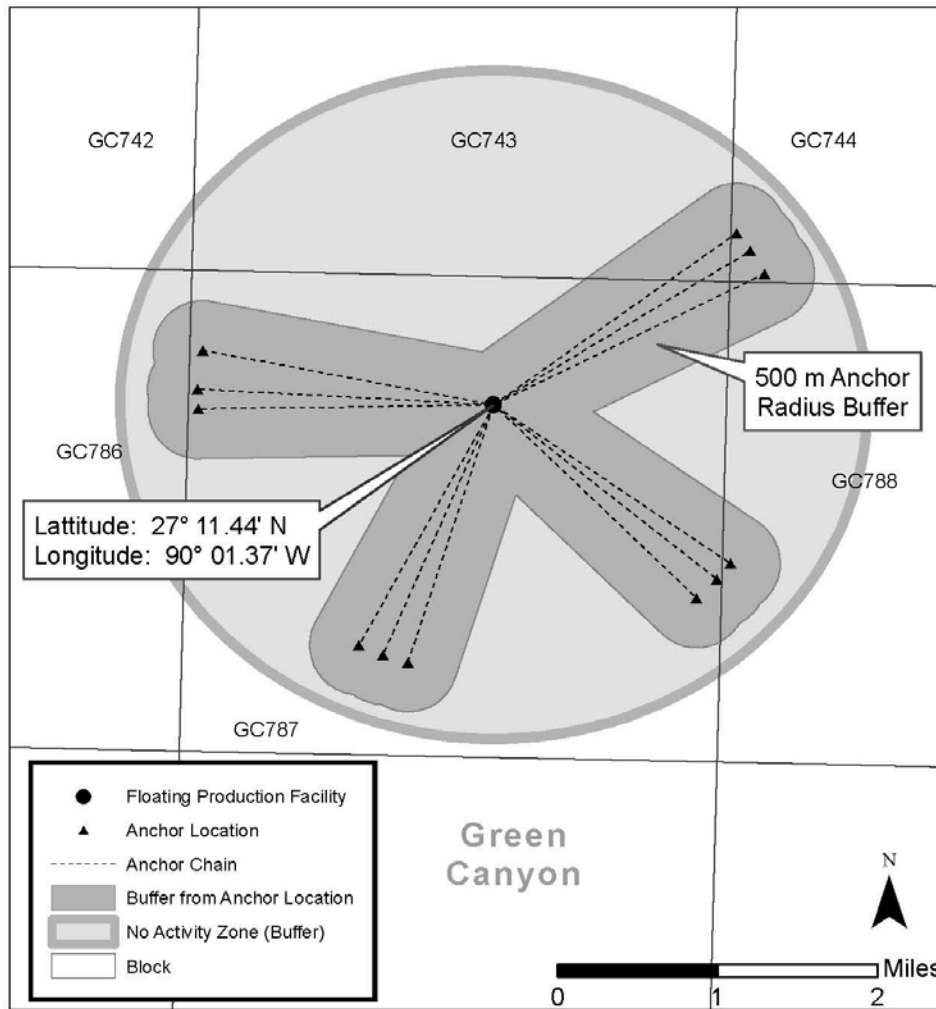 GC742
GC743
GC744
500 m Anchor
Radius Buffer
GC786
GC788
Lattitude: 27° 11.44' N
Longitude: 90° 01.37' W
GC787
Floating Production Facility
Anchor Location
Anchor Chain
Buffer from Anchor Location
No Activity Zone (Buffer)
Block
Green
Canyon
N
Miles
0 1 2